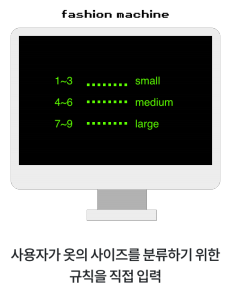 fashion machine
1~3 ........ small
4~6 ........ medium
7~9 ........ large
사용자가 옷의 사이즈를 분류하기 위한
규칙을 직접 입력